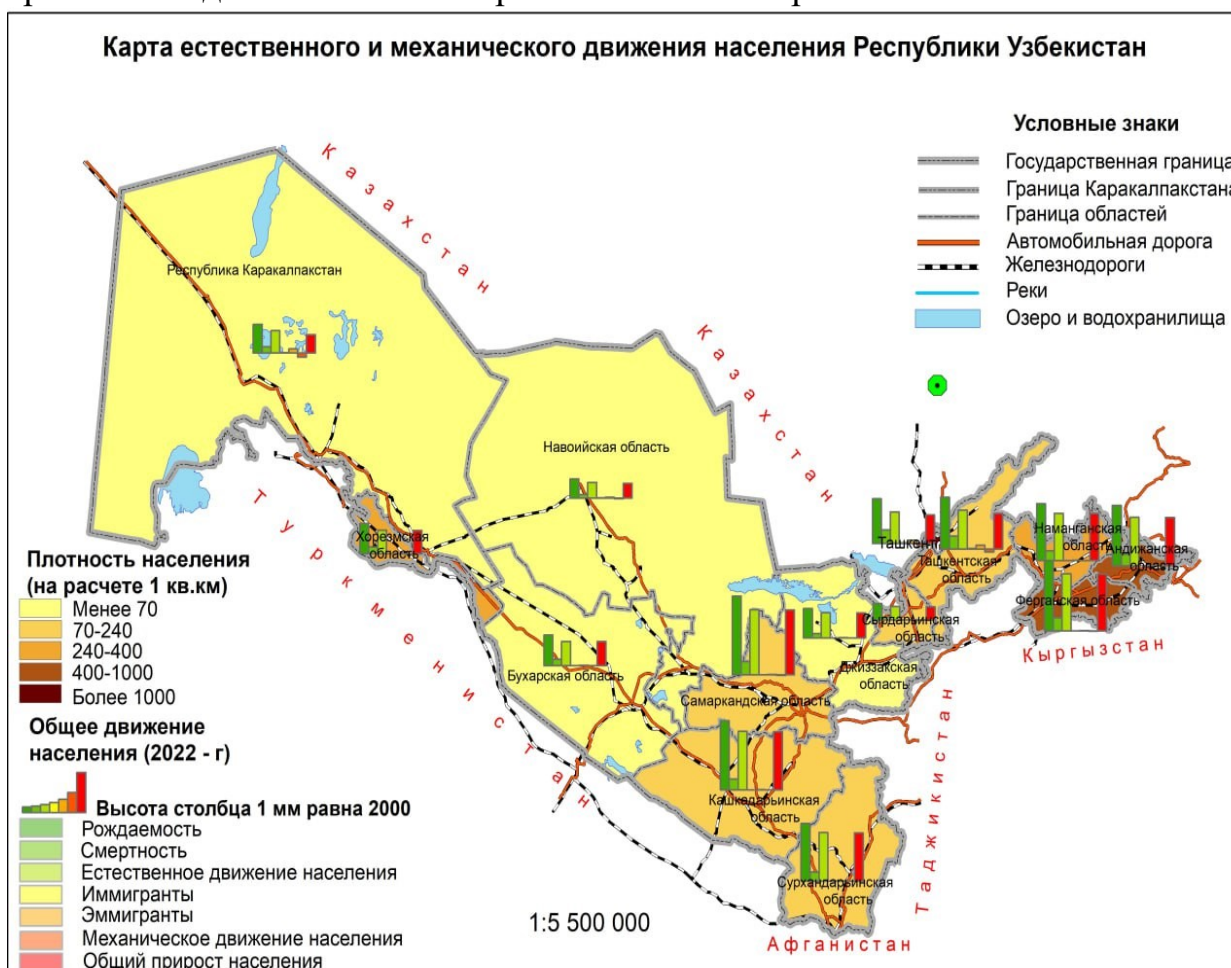 Карта естественного и механического движения населения Республики Узбекистан
Условные знаки
Государственная граница
Граница Каракалпакстана
Граница областей
Автомобильная дорога
Железнодороги
Реки
Озеро и водохранилища
Казахстан
Республика Каракалпакстан
Казахстан
Навоийская область
Туркменистан
Хорезмская
область
Ташкент
Ташкентская
область
Наманганская
область
Андижанская
область
Ферганская область
Кыргызстан
Сырдарьинская
область
Джиззакская
область
Бухарская область
Самаркандская область
Кашкадарьинская
область
Сурхандарьинская
область
Таджикистан
Афганистан
1:5 500 000
Плотность населения
(на расчете 1 кв.км)
Менее 70
70-240
240-400
400-1000
Более 1000
Общее движение
населения (2022 - г)
Высота столбца 1 мм равна 2000
Рождаемость
Смертность
Естественное движение населения
Иммигранты
Эммигранты
Механическое движение населения
Общий прирост населения